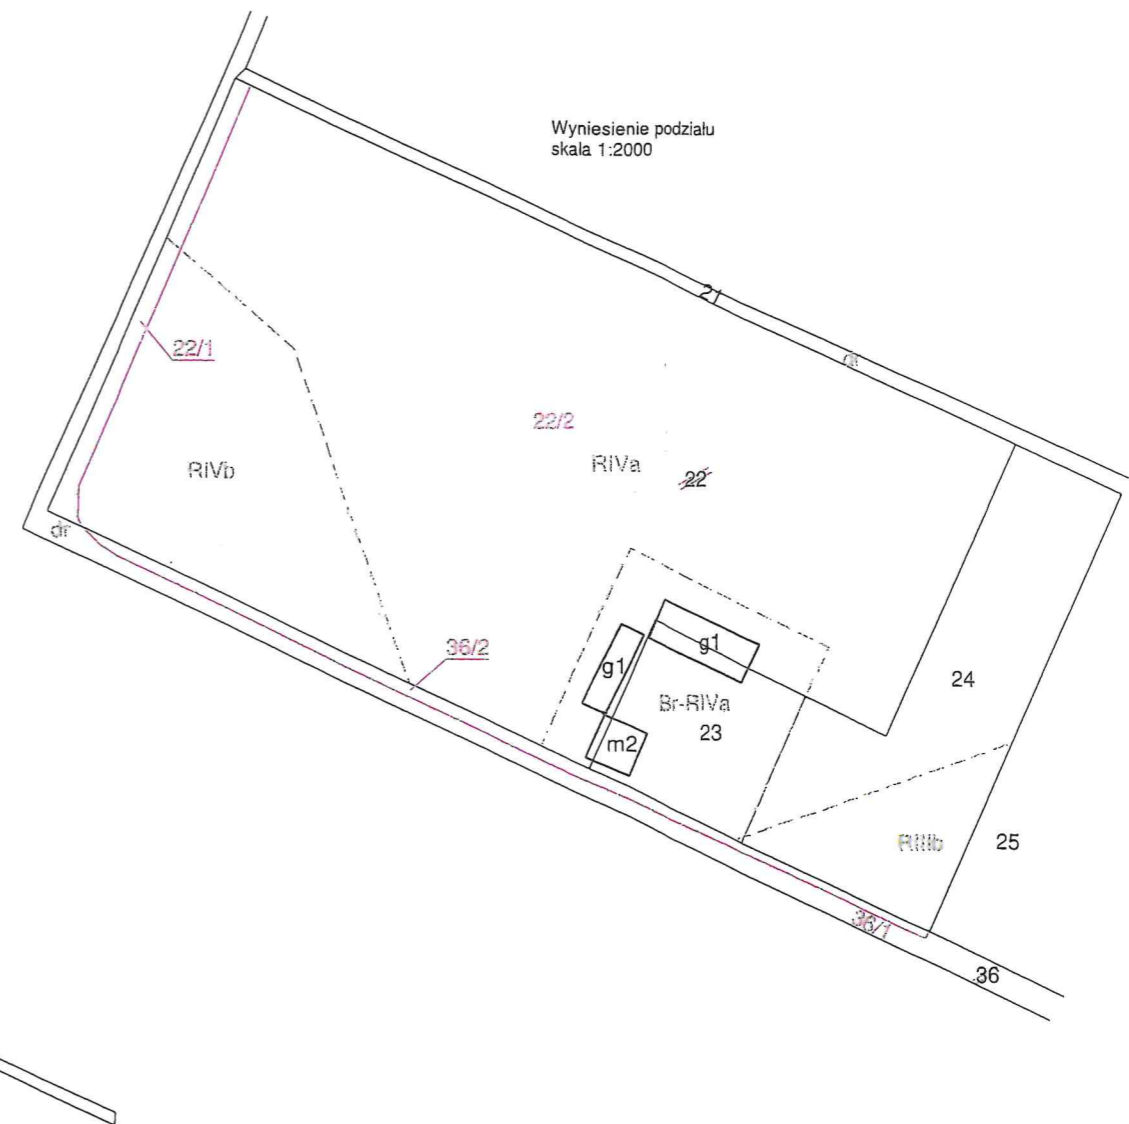 Wyniesienie podziału
skala 1:2000
21
dr
22/1
22/2
RIVb
RIVa
22
dr
36/2
g1
g1
24
Br-RIVa
23
m2
RIIIb
25
36/1
36